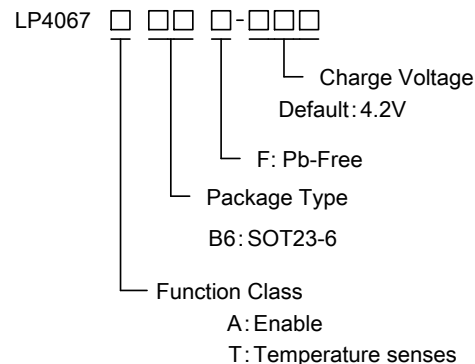 LP4067 □ □□ □-□□□
Charge Voltage
Default: 4.2V
F: Pb-Free
Package Type
B6: SOT23-6
Function Class
A: Enable
T: Temperature senses